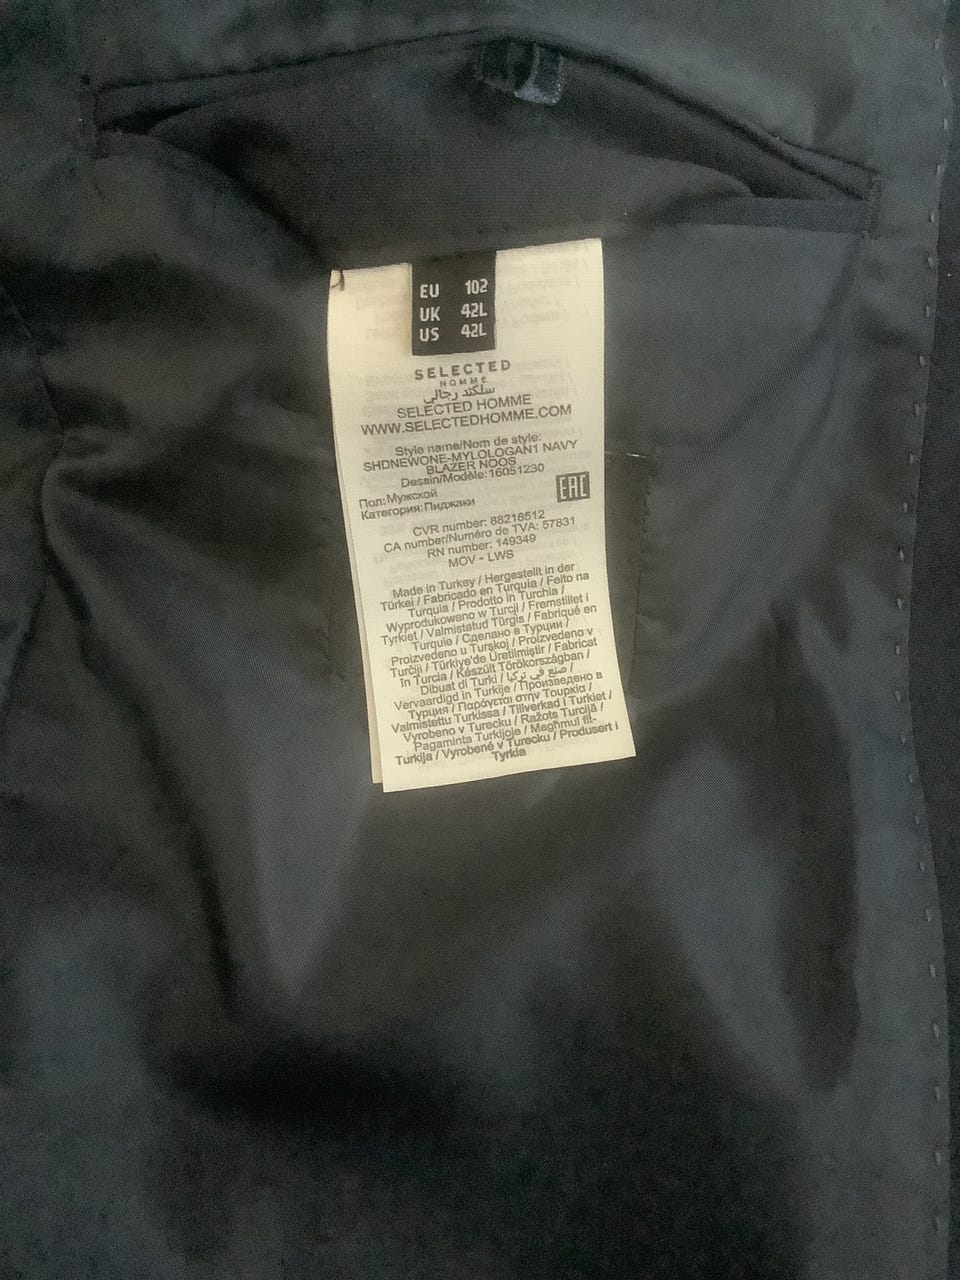 EU 102
UK 42L
US 42L
SELECTED
HOMME
سلكتد رجالي
SELECTED HOMME
WWW.SELECTEDHOMME.COM
Style name/Nom de style:
SHDNEWONE-MYLOLOGAN1 NAVY
BLAZER NOOS
Dessin/Modèle:16051230
Пол:Мужской
Категория:Пиджаки
EAC
CVR number: 88216512
CA number/Numéro de TVA: 57831
RN number: 149349
MOV - LWS
Made in Turkey / Hergestellt in der
Türkei / Fabricado en Turquia / Feito na
Turquia / Prodotto in Turchia /
Wyprodukowano w Turcji / Fremstillet i
Tyrkiet / Valmistatud Türgis / Fabriqué en
Turquie / Сделано в Турции /
Proizvedeno u Turskoj / Proizvedeno v
Turčiji / Türkiye'de Üretilmiştir / Fabricat
în Turcia / Készült Törökországban /
Dibuat di Turki / صنع في تركيا /
Vervaardigd in Turkije / Произведено в
Турция / Παράγεται στην Τουρκία /
Valmistettu Turkissa / Tillverkad i Turkiet /
Vyrobeno v Turecku / Ražots Turcijā /
Pagaminta Turkijoje / Magħmul fit-
Turkija / Vyrobené v Turecku / Produsert i
Tyrkia